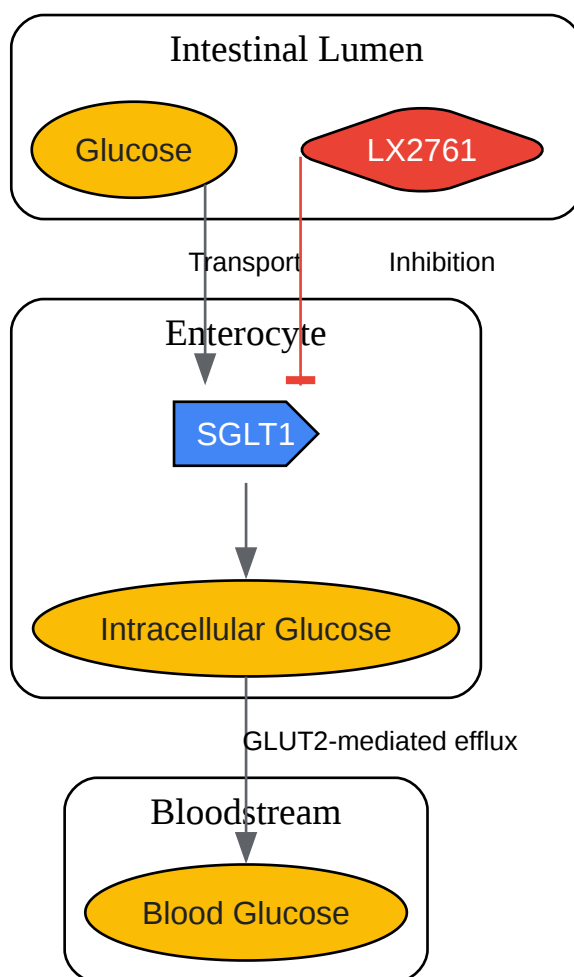 Intestinal Lumen
Glucose
LX2761
Transport
Inhibition
Enterocyte
SGLT1
Intracellular Glucose
GLUT2-mediated efflux
Bloodstream
Blood Glucose